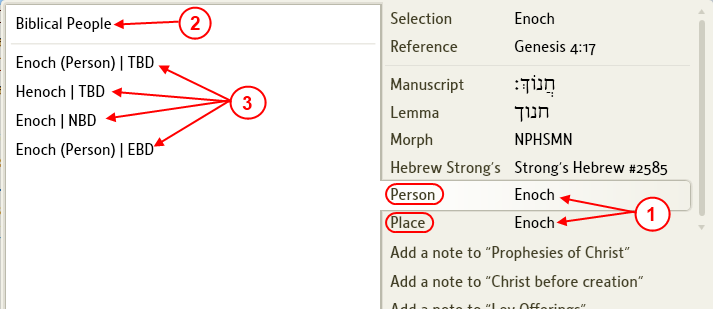 Biblical People
2
Enoch (Person) | TBD
Henoch | TBD
Enoch | NBD
Enoch (Person) | EBD
3
Selection Enoch
Reference Genesis 4:17
Manuscript חֲנֽוֹךְ׃
Lemma חנוך
Morph NPHSMN
Hebrew Strong's Strong's Hebrew #2585
Person Enoch
Place Enoch
1
Add a note to “Prophesies of Christ”
Add a note to “Christ before creation”
Add a note to “Lev Offerings”